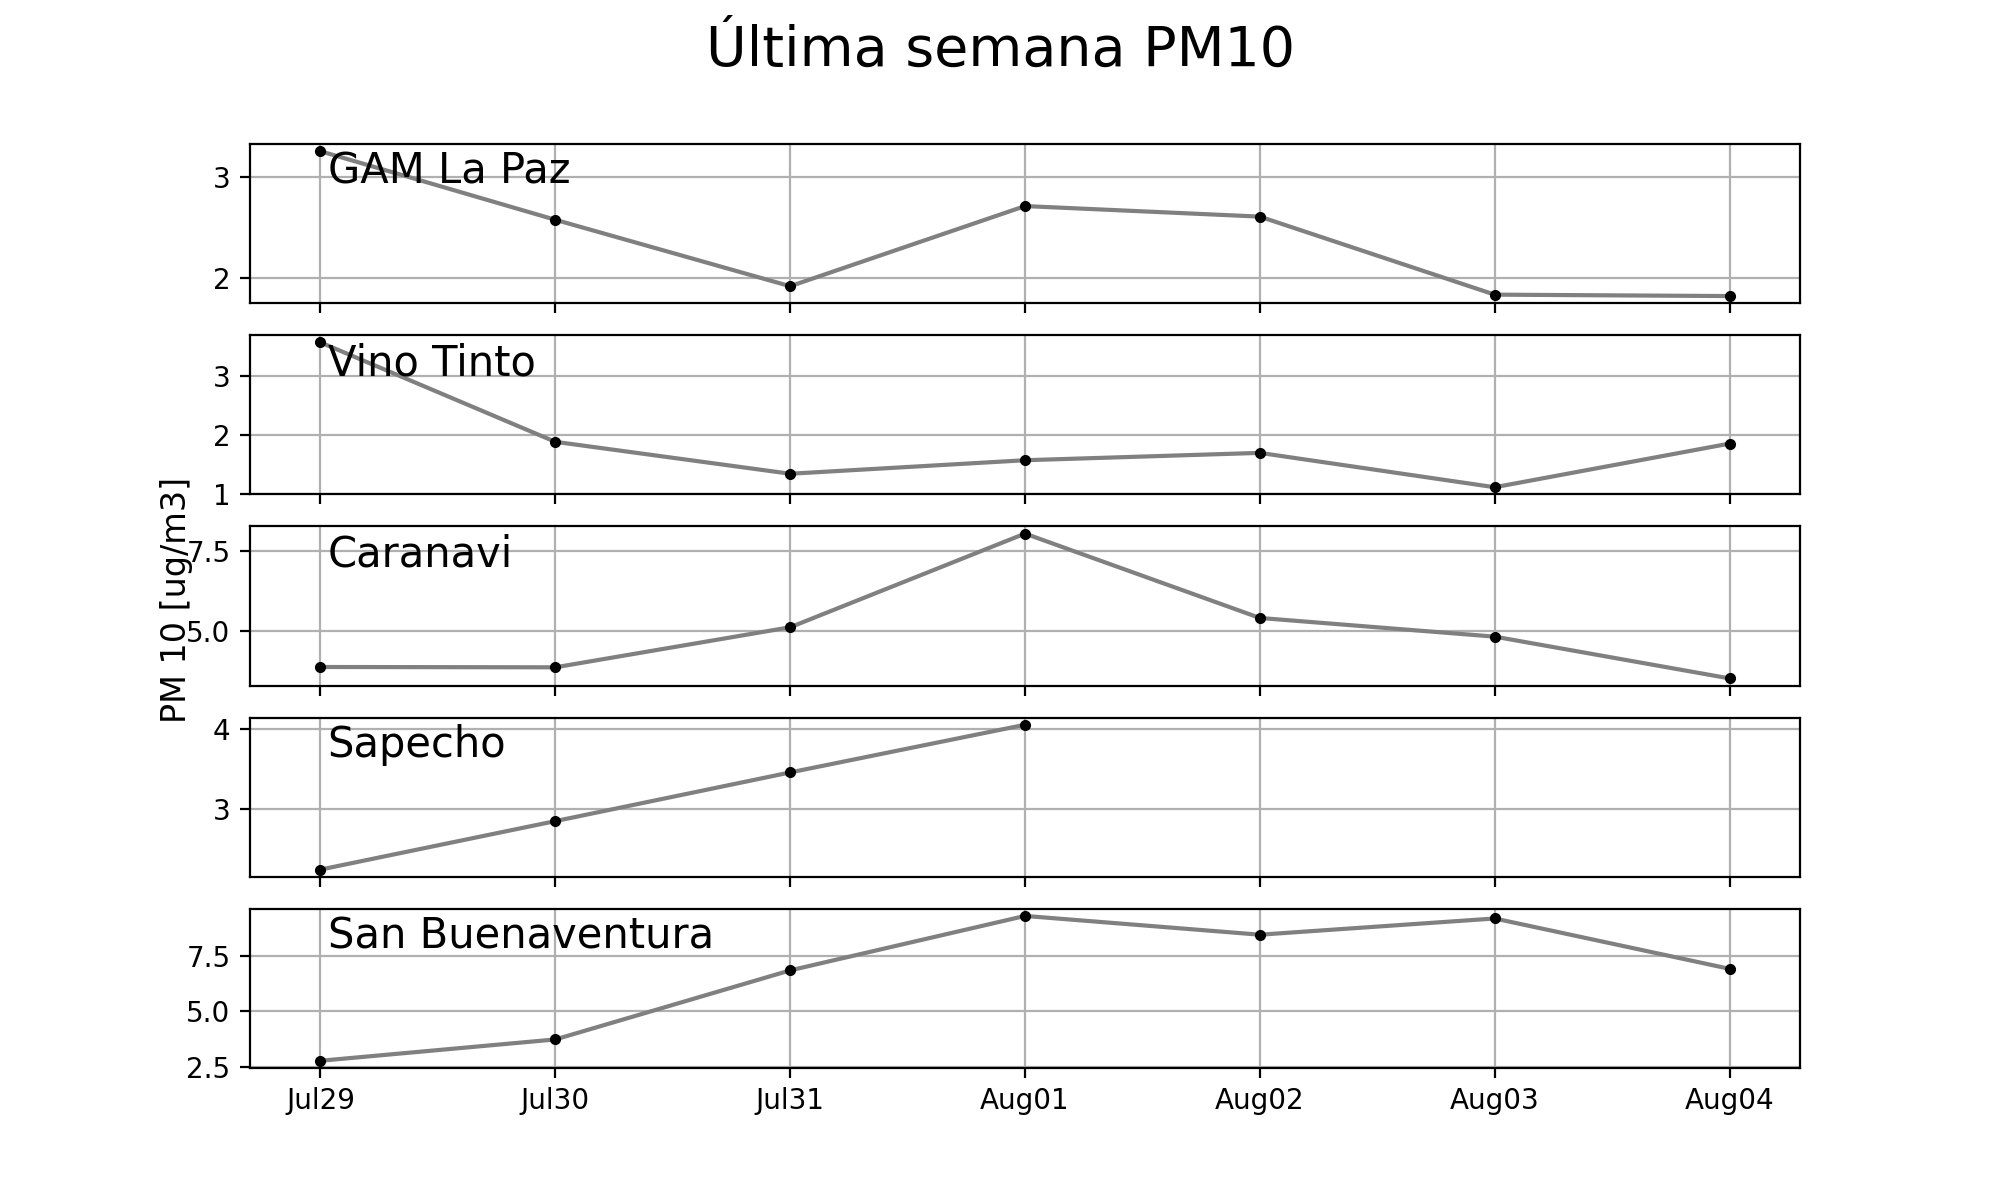 Última semana PM10
GAM La Paz
3
2
Vino Tinto
3
2
1
PM 10 [ug/m3]
Caranavi
7.5
5.0
Sapecho
4
3
San Buenaventura
7.5
5.0
2.5
Jul29 Jul30 Jul31 Aug01 Aug02 Aug03 Aug04